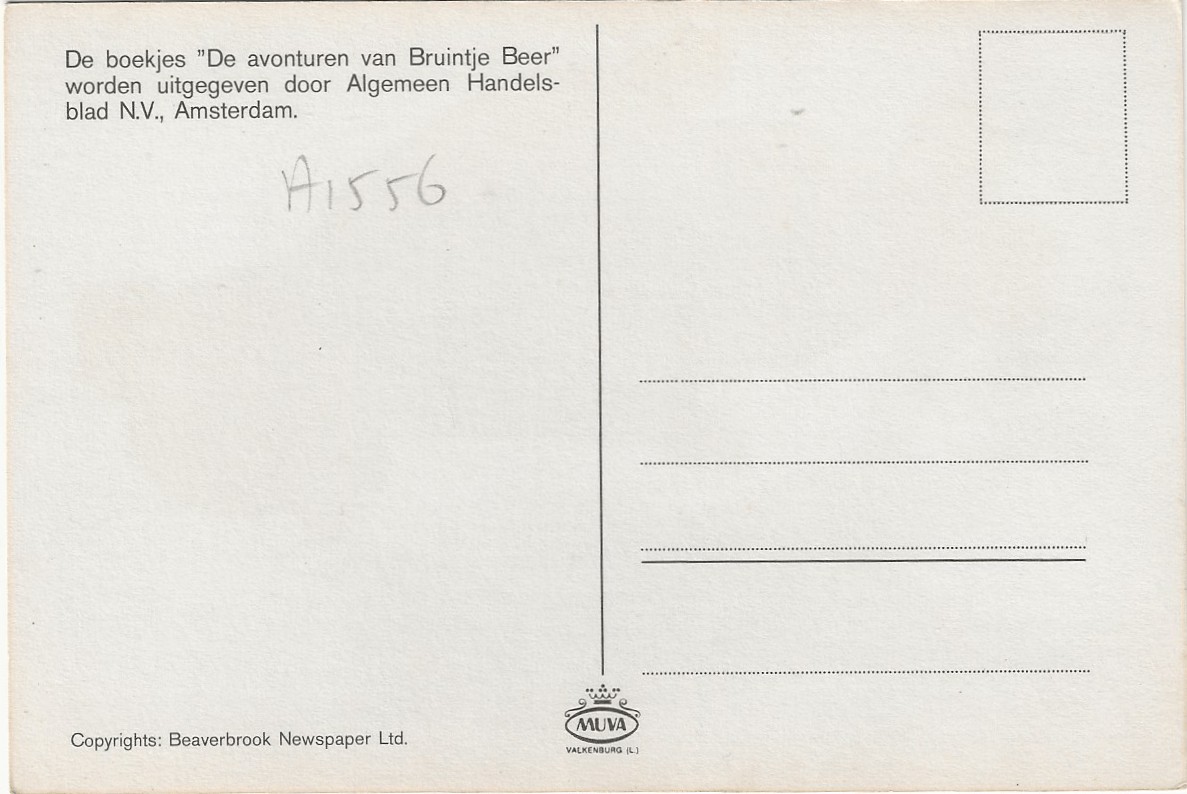 De boekjes ”De avonturen van Bruintje Beer”
worden uitgegeven door Algemeen Handels-
blad N.V., Amsterdam.
A1556
Copyrights: Beaverbrook Newspaper Ltd.
MUVA
VALKENBURG (L.)